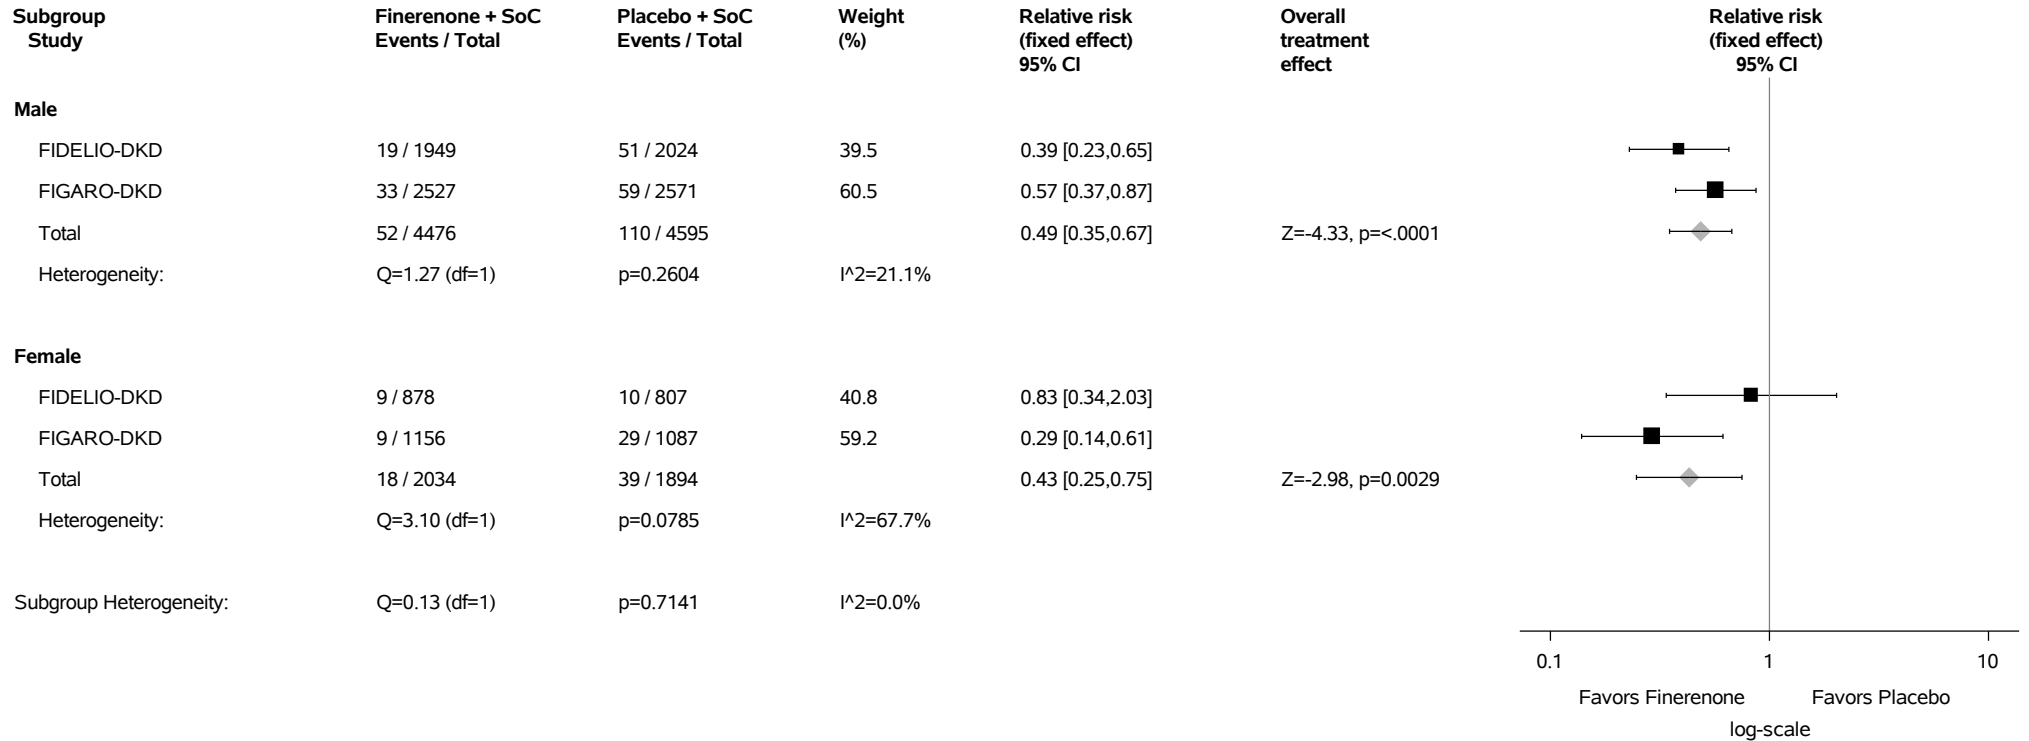 Subgroup Finerenone + SoC Placebo + SoC Weight Relative risk Overall Relative risk
Study Events / Total Events / Total (%) (fixed effect) treatment (fixed effect)
95% CI effect 95% CI
Male
FIDELIO-DKD 19 / 1949 51 / 2024 39.5 0.39 [0.23,0.65]
FIGARO-DKD 33 / 2527 59 / 2571 60.5 0.57 [0.37,0.87]
Total 52 / 4476 110 / 4595 0.49 [0.35,0.67] Z=-4.33, p=<.0001
Heterogeneity: Q=1.27 (df=1) p=0.2604 I^2=21.1%
Female
FIDELIO-DKD 9 / 878 10 / 807 40.8 0.83 [0.34,2.03]
FIGARO-DKD 9 / 1156 29 / 1087 59.2 0.29 [0.14,0.61]
Total 18 / 2034 39 / 1894 0.43 [0.25,0.75] Z=-2.98, p=0.0029
Heterogeneity: Q=3.10 (df=1) p=0.0785 I^2=67.7%
Subgroup Heterogeneity: Q=0.13 (df=1) p=0.7141 I^2=0.0%
0.1 1 10
Favors Finerenone Favors Placebo
log-scale